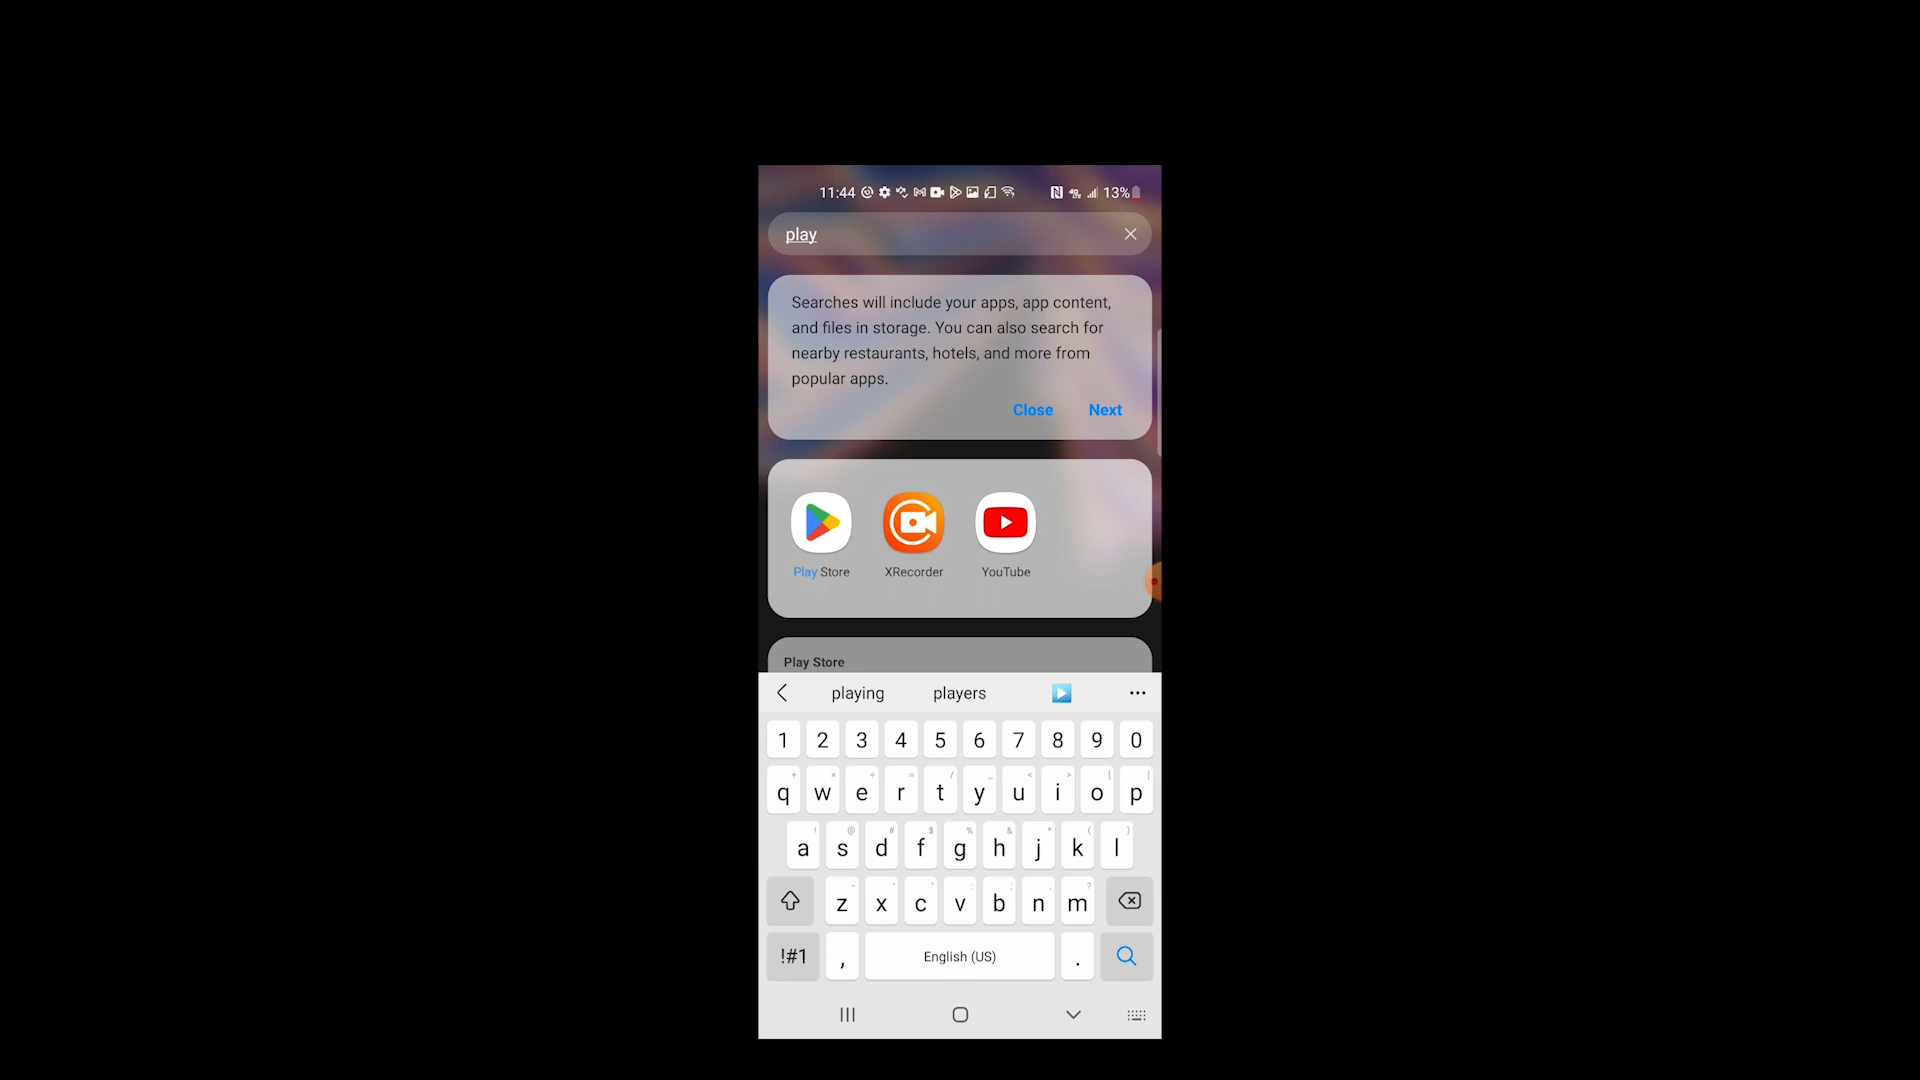 11:44 13%
play
Searches will include your apps, app content,
and files in storage. You can also search for
nearby restaurants, hotels, and more from
popular apps.
Close Next
Play Store XRecorder YouTube
Play Store
playing players
1 2 3 4 5 6 7 8 9 0
q w e r t y u i o p
a s d f g h j k l
z x c v b n m
!#1 , English (US) .